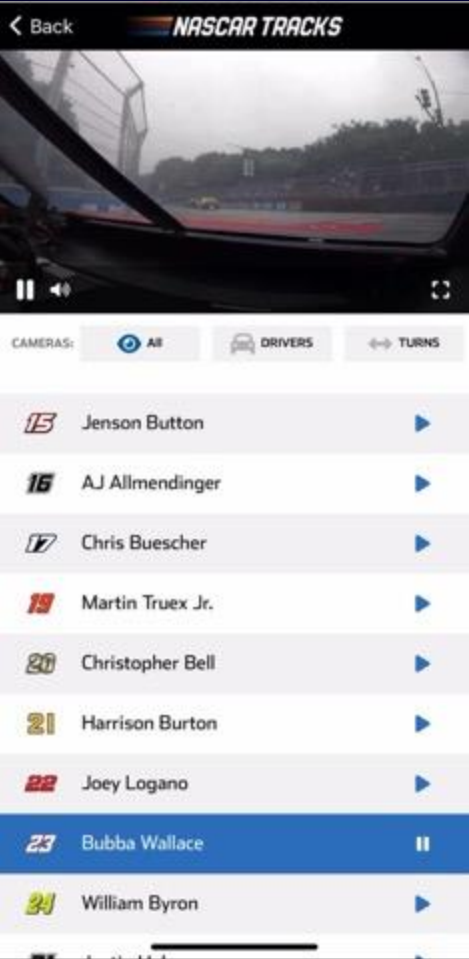 Back NASCAR TRACKS
CAMERAS: All DRIVERS TURNS
15 Jenson Button
16 AJ Allmendinger
17 Chris Buescher
19 Martin Truex Jr.
20 Christopher Bell
21 Harrison Burton
22 Joey Logano
23 Bubba Wallace
24 William Byron